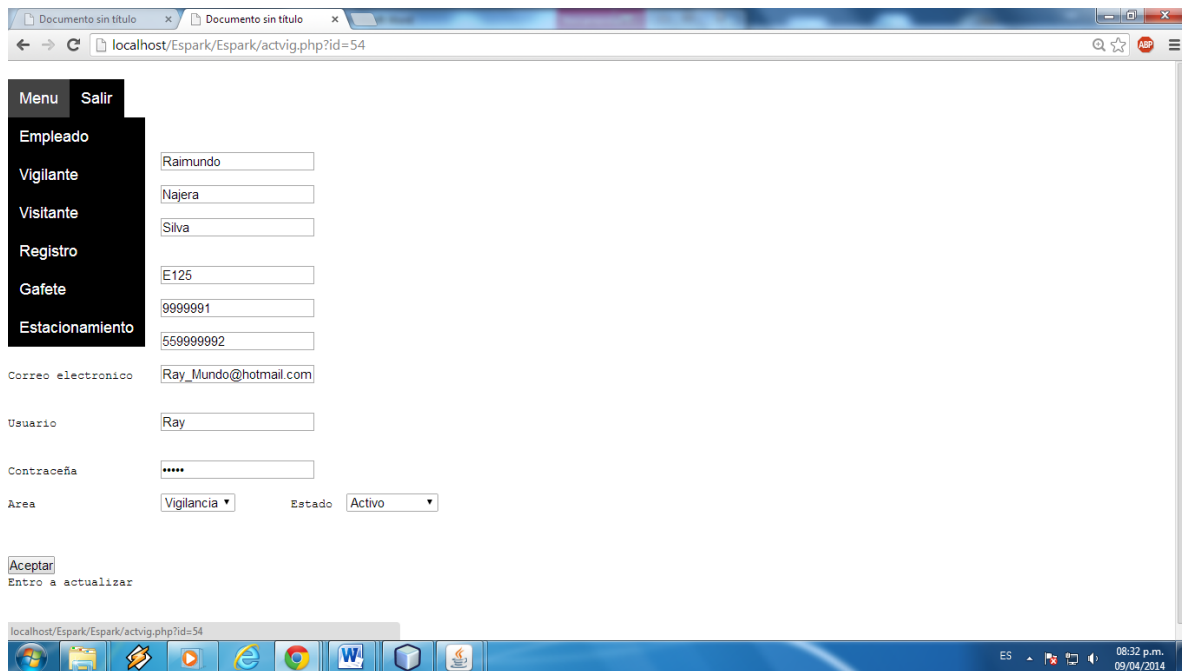 Documento sin título
Documento sin título
localhost/Espark/Espark/actvig.php?id=54
ABP
Menu Salir
Empleado
Raimundo
Vigilante
Najera
Visitante
Silva
Registro
E125
Gafete
9999991
Estacionamiento
559999992
Correo electronico Ray_Mundo@hotmail.com
Usuario Ray
Contraceña •••••
Area Vigilancia Estado Activo
Aceptar
Entro a actualizar
localhost/Espark/Espark/actvig.php?id=54
ES 08:32 p.m.
09/04/2014